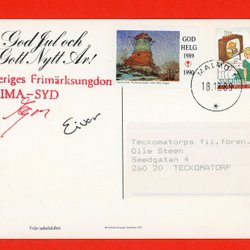 God Jul och
Gott Nytt År!
GOD
HELG
1989
1990
MALMÖ
18.12.89
eriges Frimärksungdom
IMA-SYD
Eiver
Teckomatorps fil.fören.
Olle Steen
Smedgatan 4
260 20 TECKOMATORP